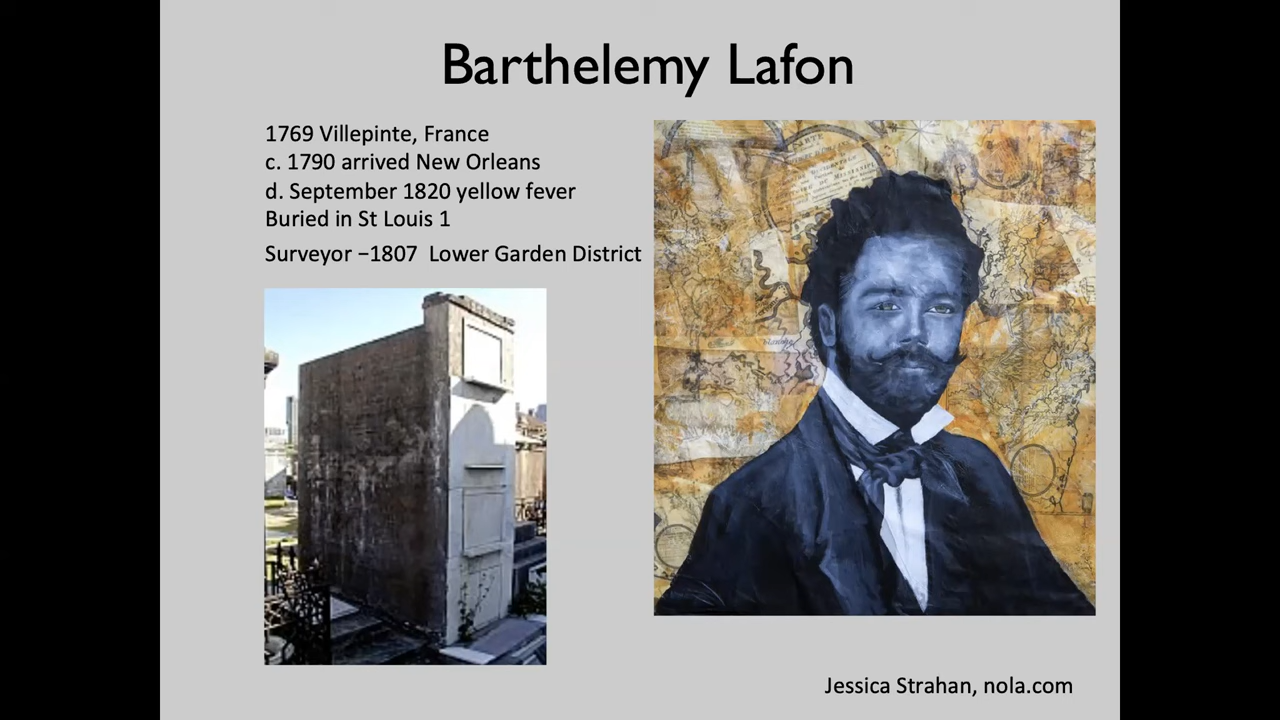 Barthelemy Lafon
1769 Villepinte, France
c. 1790 arrived New Orleans
d. September 1820 yellow fever
Buried in St Louis 1
Surveyor −1807  Lower Garden District
Jessica Strahan, nola.com